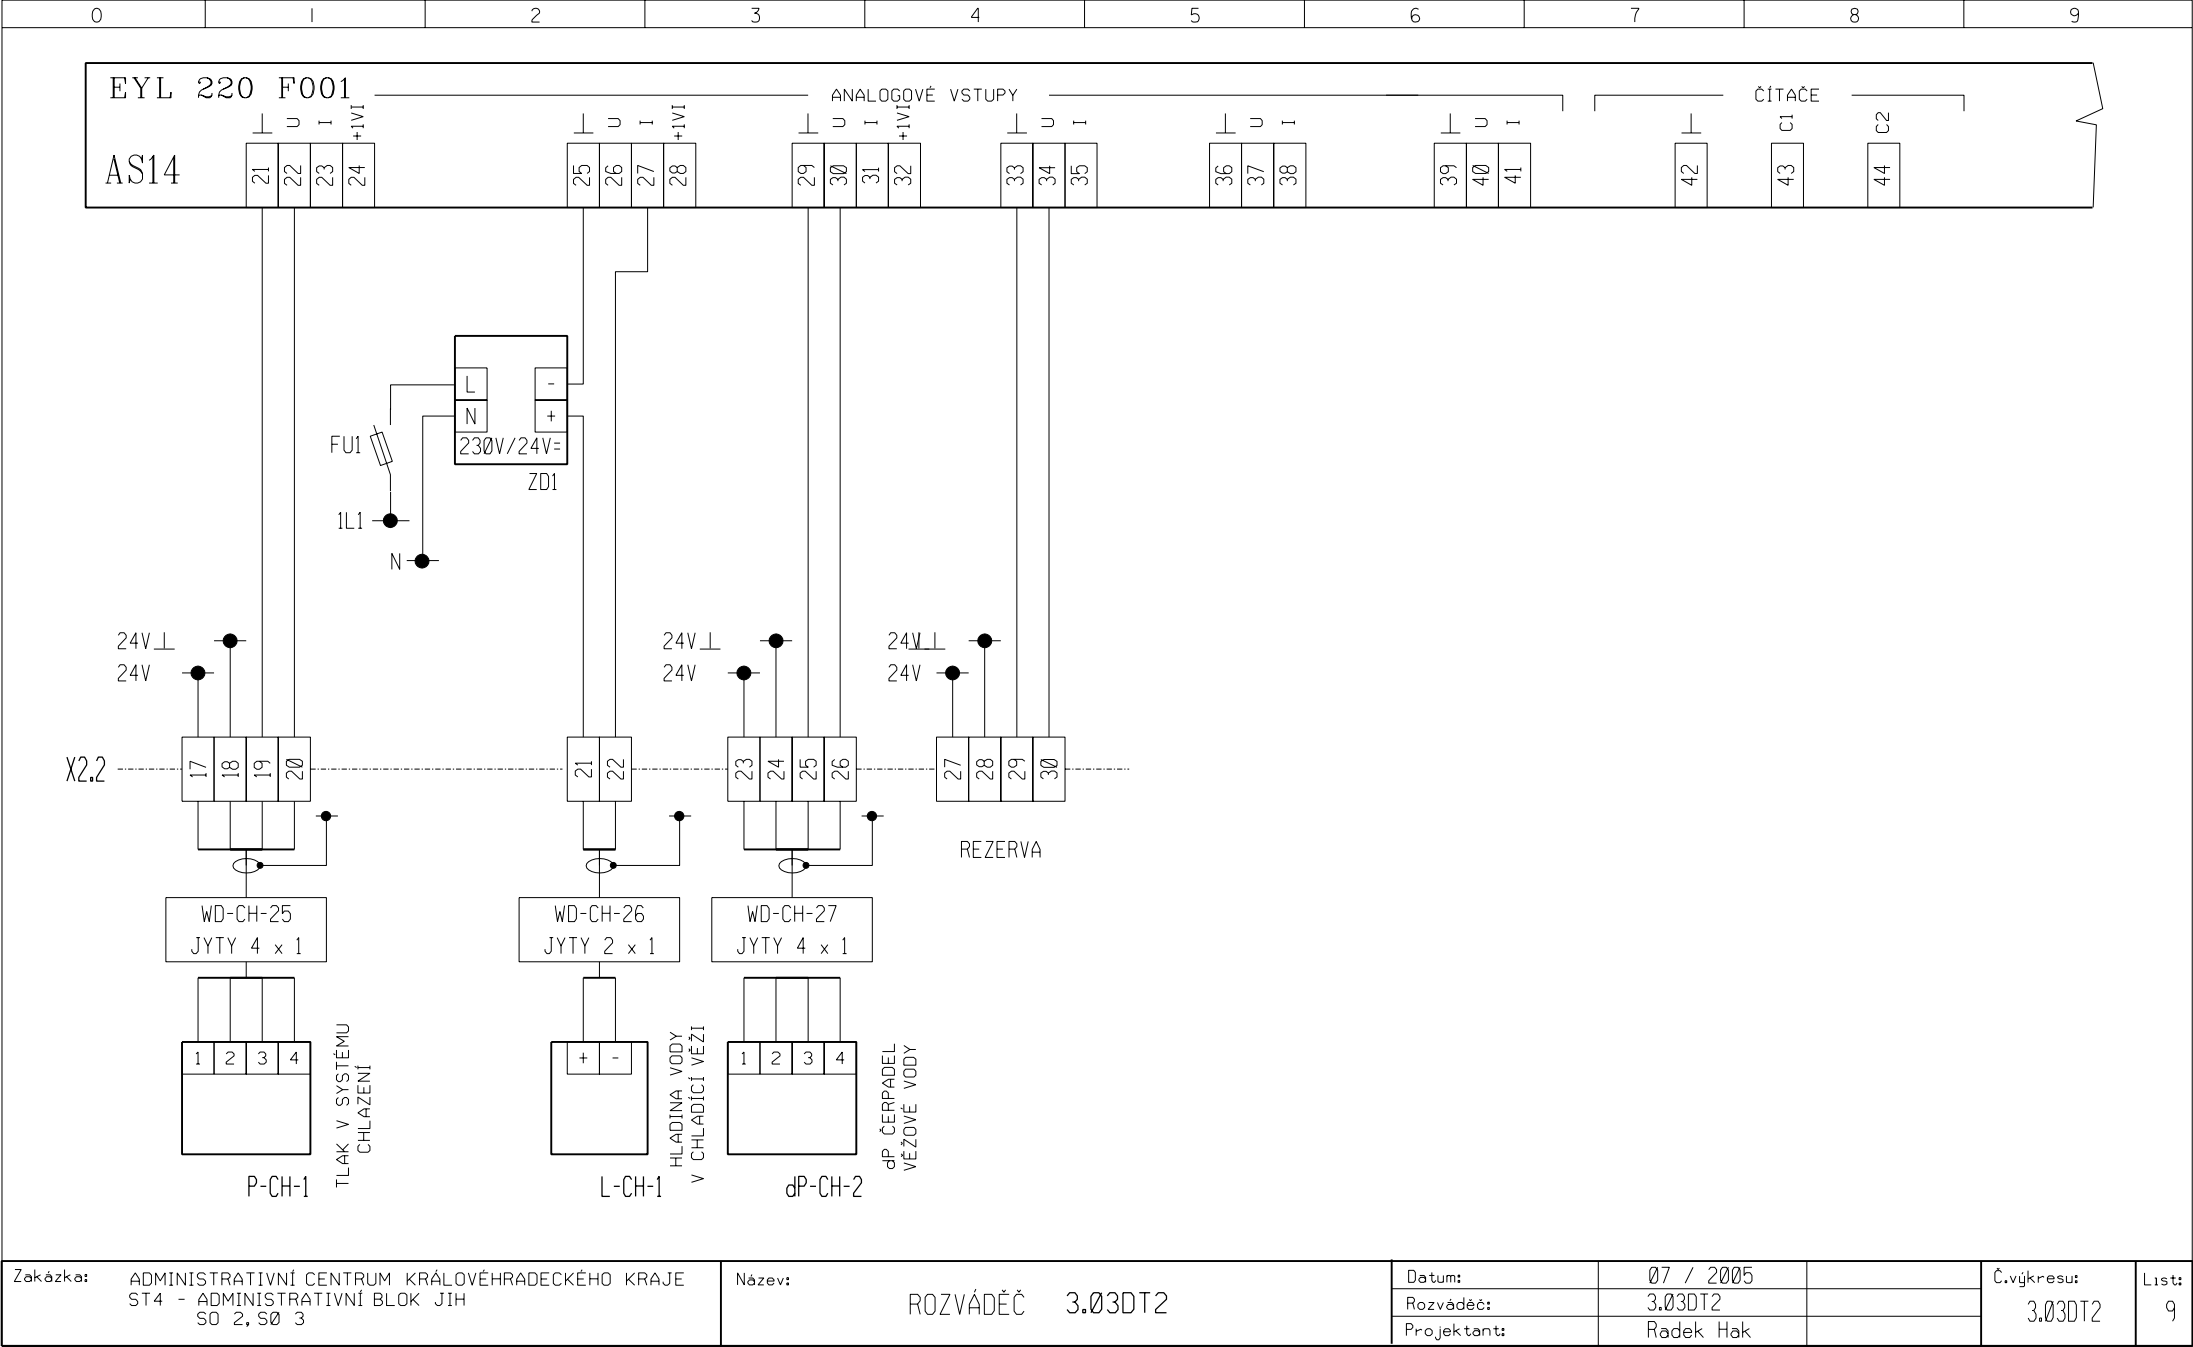 0 1 2 3 4 5 6 7 8 9
EYL 220 F001
ANALOGOVÉ VSTUPY
ČÍTAČE
U I +1VI
U I +1VI
U I +1VI
U I
U I
U I
C1
C2
AS14
21 22 23 24
25 26 27 28
29 30 31 32
33 34 35
36 37 38
39 40 41
42
43
44
L
-
N
+
230V/24V=
ZD1
FU1
1L1
N
24V⊥
24V
24V⊥
24V
24V⊥
24V
X2.2
17 18 19 20
21 22
23 24 25 26
27 28 29 30
REZERVA
WD-CH-25
JYTY 4 x 1
WD-CH-26
JYTY 2 x 1
WD-CH-27
JYTY 4 x 1
1 2 3 4
+ -
1 2 3 4
TLAK V SYSTÉMU
CHLAZENÍ
HLADINA VODY
V CHLADÍCÍ VĚŽI
dP ČERPADEL
VĚŽOVÉ VODY
P-CH-1
L-CH-1
dP-CH-2
Zakázka:
ADMINISTRATIVNÍ CENTRUM KRÁLOVÉHRADECKÉHO KRAJE
ST4 - ADMINISTRATIVNÍ BLOK JIH
SO 2, SØ 3
Název:
ROZVÁDĚČ 3.Ø3DT2
Datum: Ø7 / 2005
Rozváděč: 3.Ø3DT2
Projektant: Radek Hak
Č.výkresu:
3.Ø3DT2
List:
9